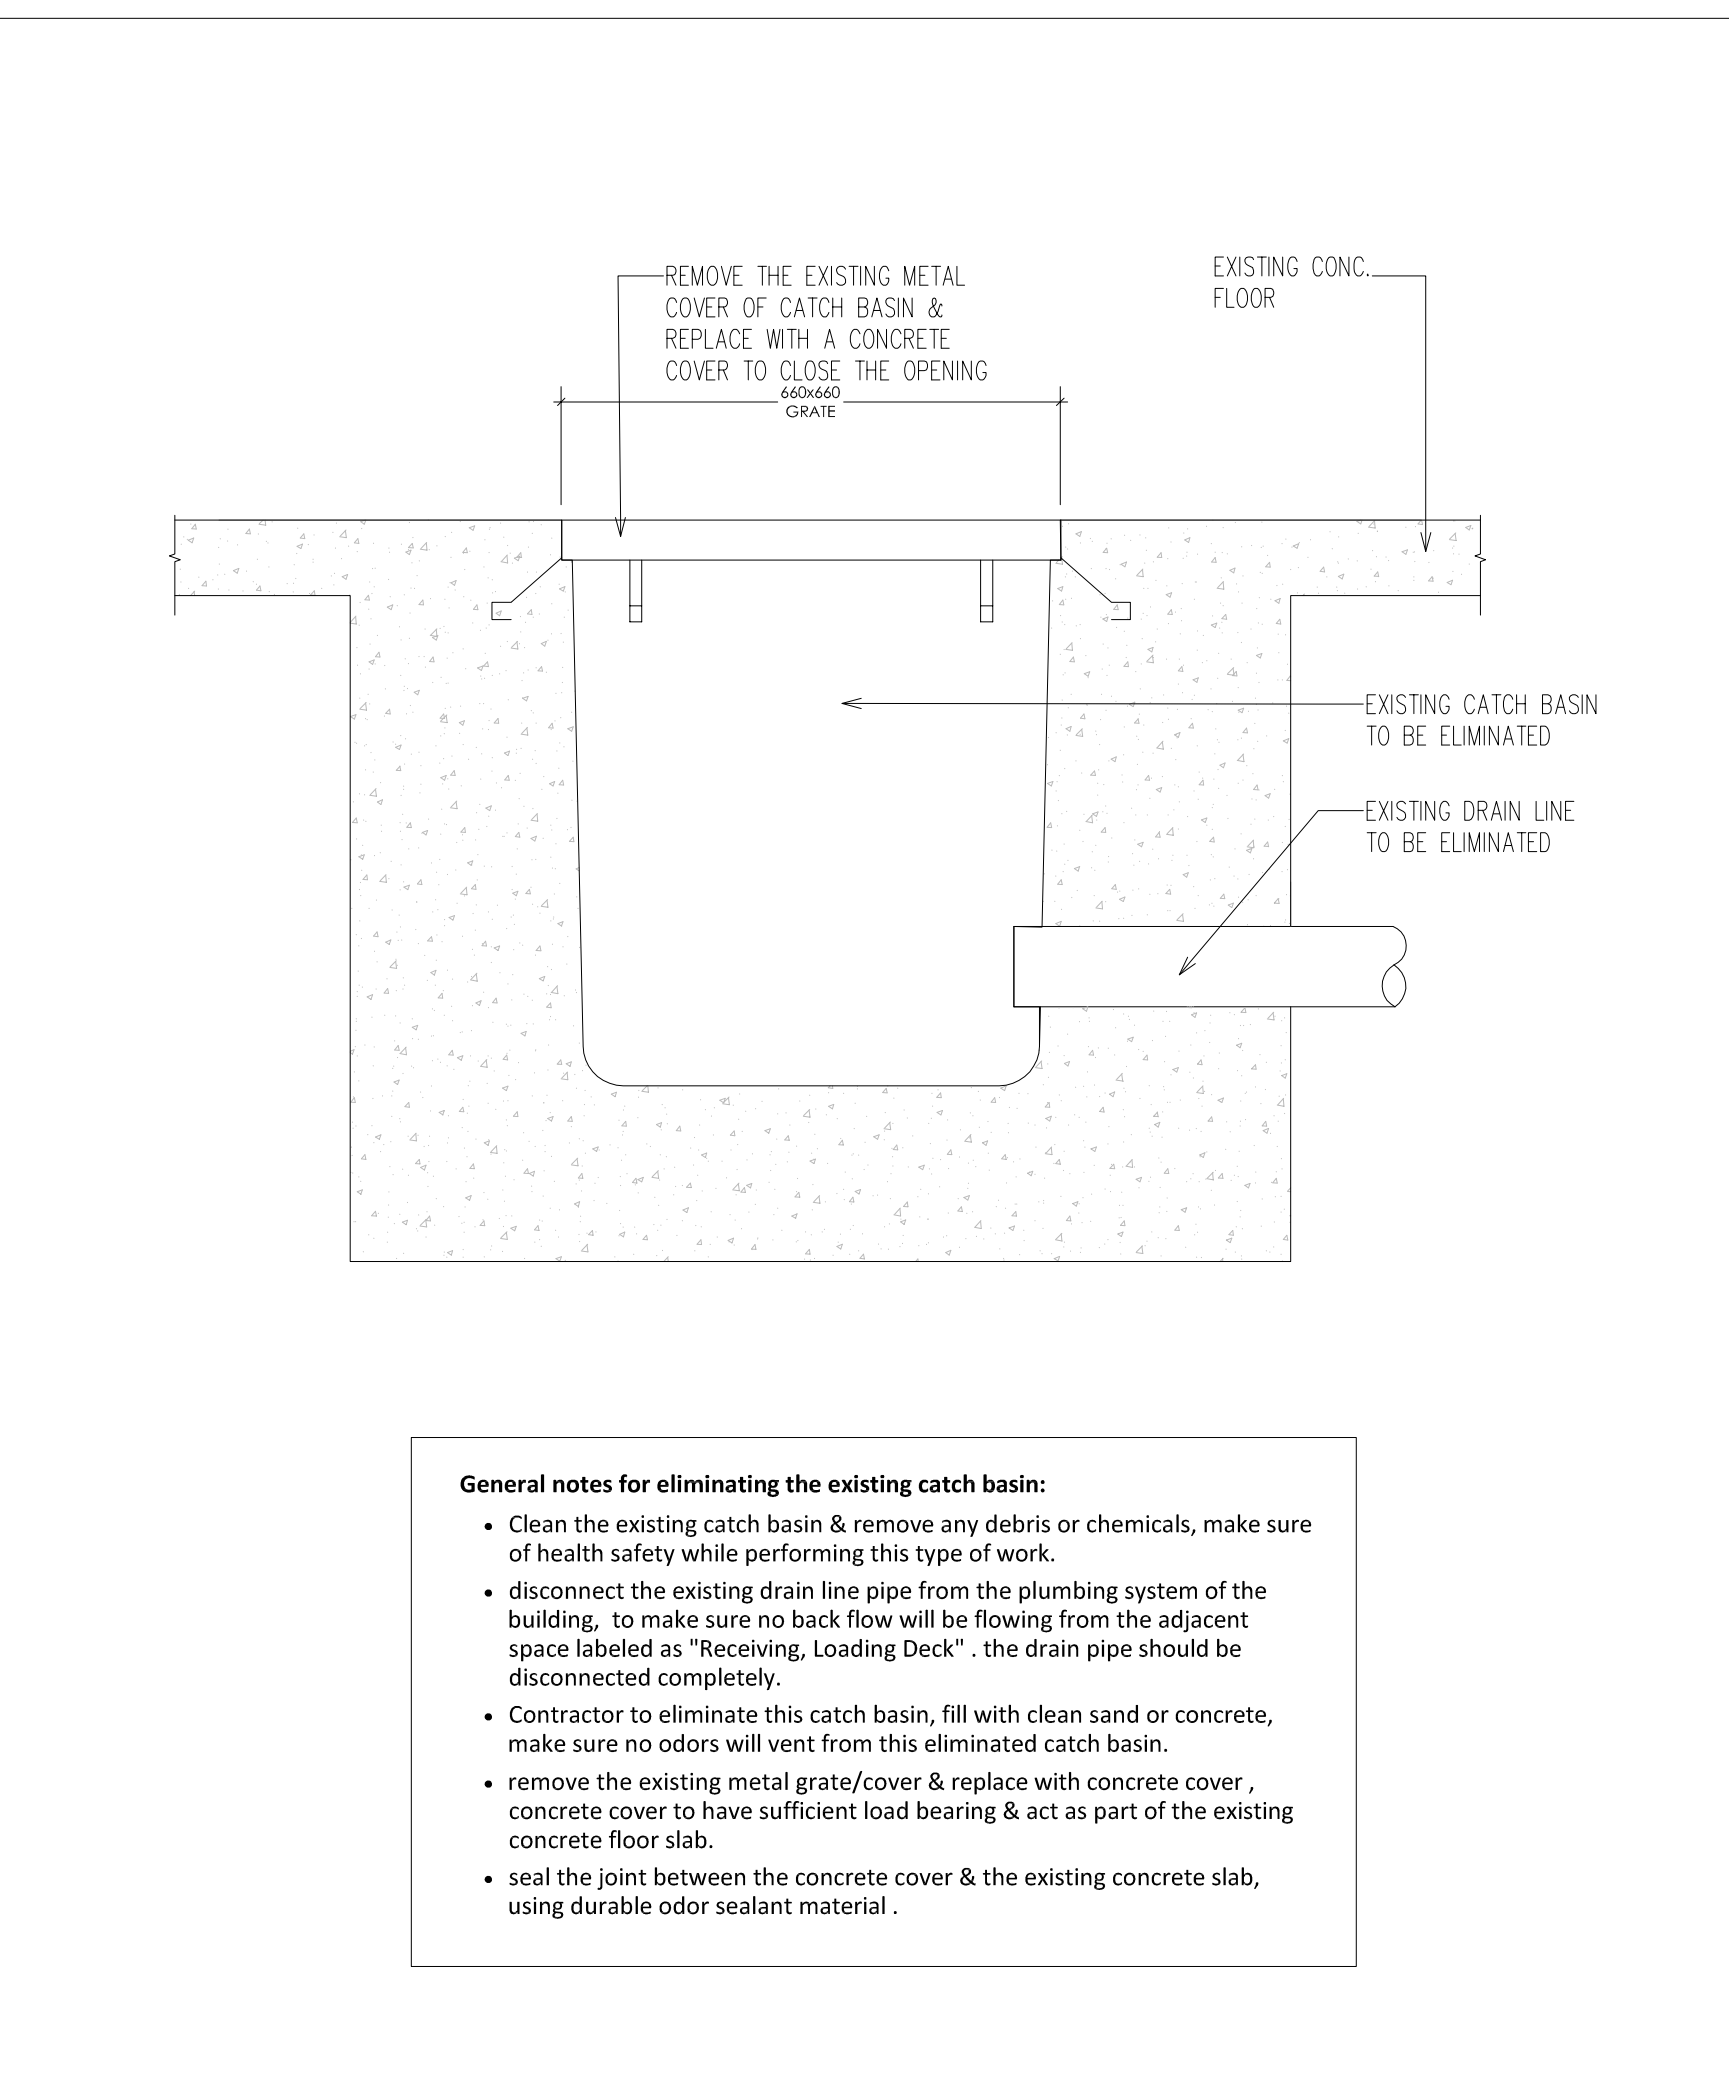 REMOVE THE EXISTING METAL
COVER OF CATCH BASIN &
REPLACE WITH A CONCRETE
COVER TO CLOSE THE OPENING
660x660
GRATE
EXISTING CONC.
FLOOR
EXISTING CATCH BASIN
TO BE ELIMINATED
EXISTING DRAIN LINE
TO BE ELIMINATED
General notes for eliminating the existing catch basin:
• Clean the existing catch basin & remove any debris or chemicals, make sure
of health safety while performing this type of work.
• disconnect the existing drain line pipe from the plumbing system of the
building,  to make sure no back flow will be flowing from the adjacent
space labeled as "Receiving, Loading Deck" . the drain pipe should be
disconnected completely.
• Contractor to eliminate this catch basin, fill with clean sand or concrete,
make sure no odors will vent from this eliminated catch basin.
• remove the existing metal grate/cover & replace with concrete cover ,
concrete cover to have sufficient load bearing & act as part of the existing
concrete floor slab.
• seal the joint between the concrete cover & the existing concrete slab,
using durable odor sealant material .